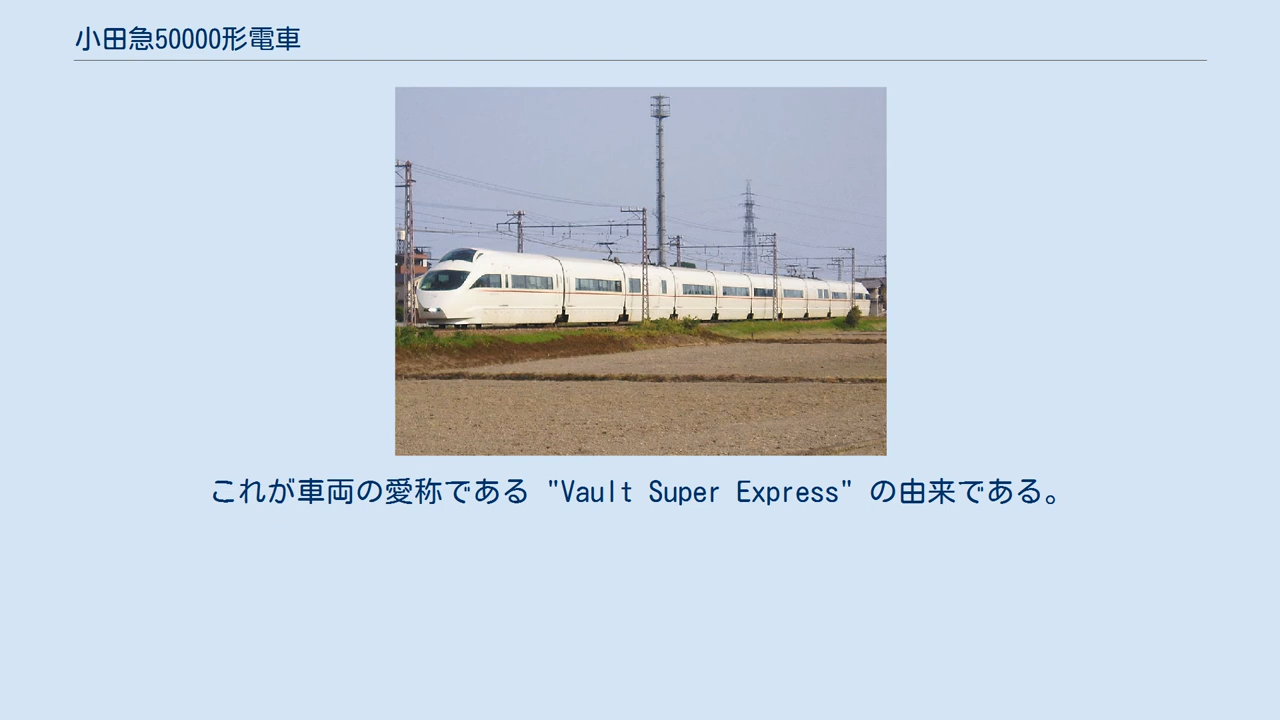 小田急50000形電車
これが車両の愛称である "Vault Super Express" の由来である。